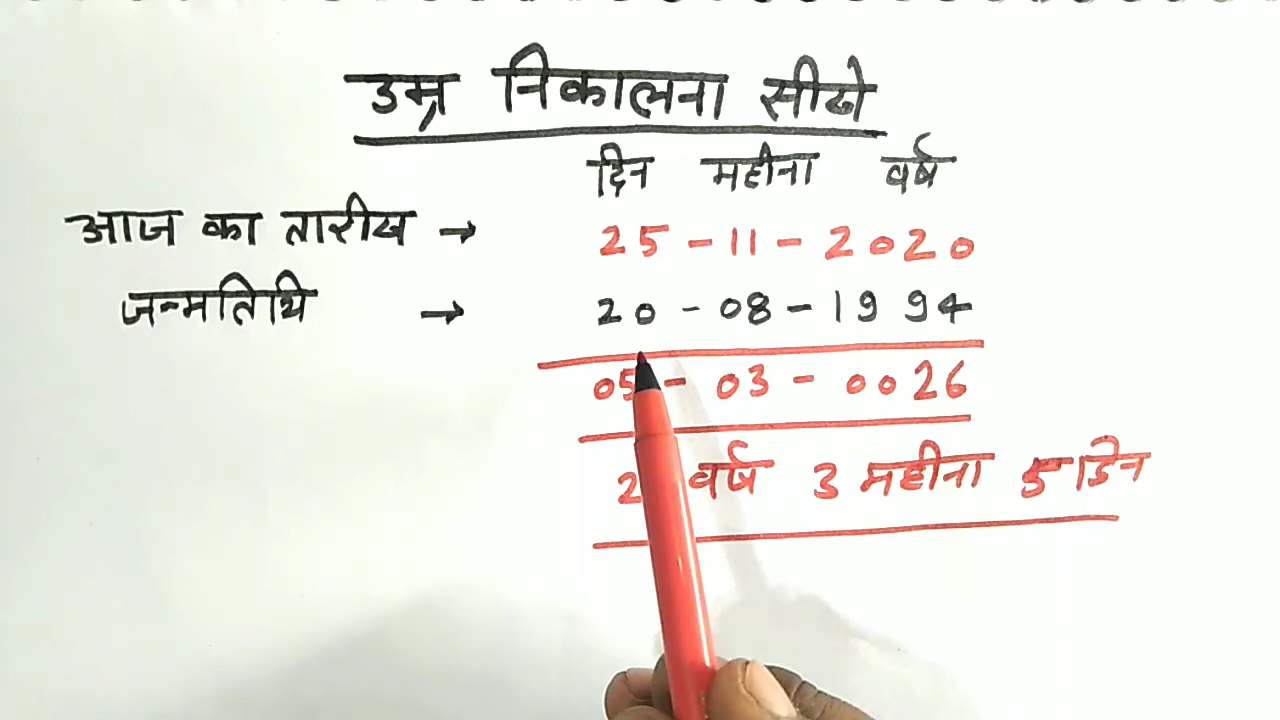 उम्र निकालना सीखे
दिन महीना वर्ष
आज का तारीख → 25 - 11 - 2020
जन्मतिथि → 20 - 08 - 1994
05 - 03 - 0026
2 वर्ष 3 महीना 5 दिन